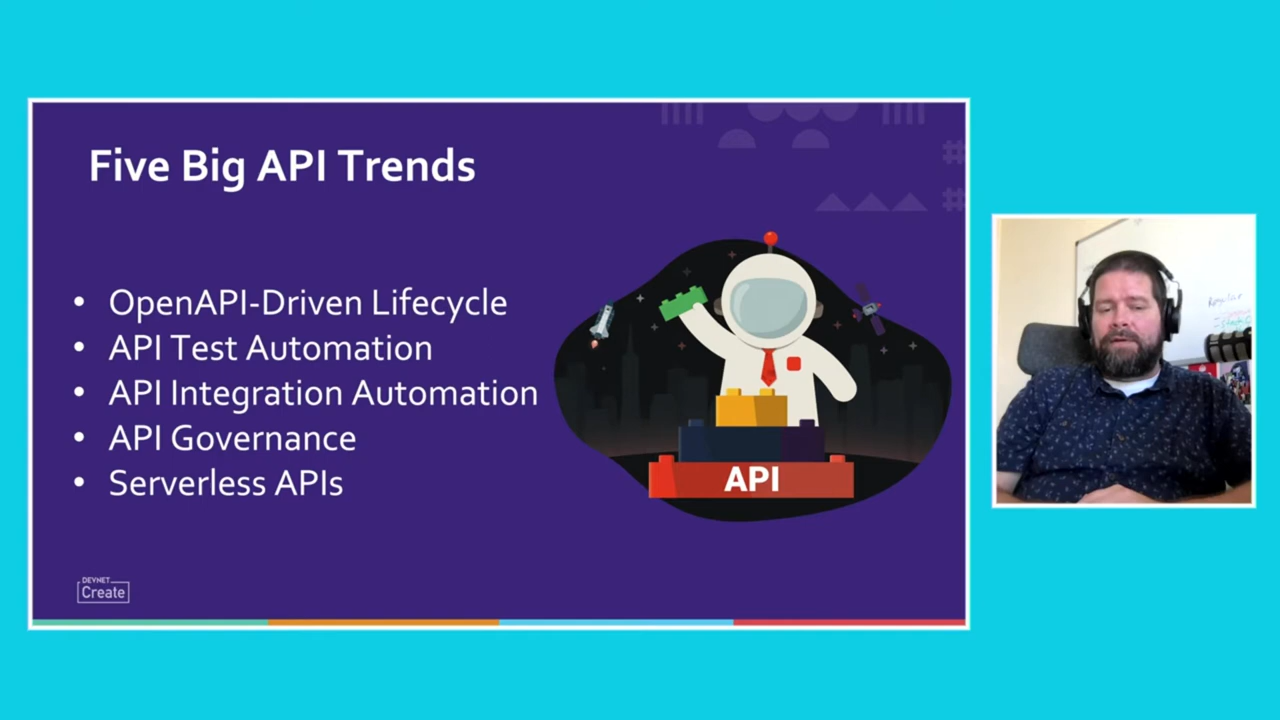 Five Big API Trends
• OpenAPI-Driven Lifecycle
• API Test Automation
• API Integration Automation
• API Governance
• Serverless APIs
API
DEVNET
Create
Regular